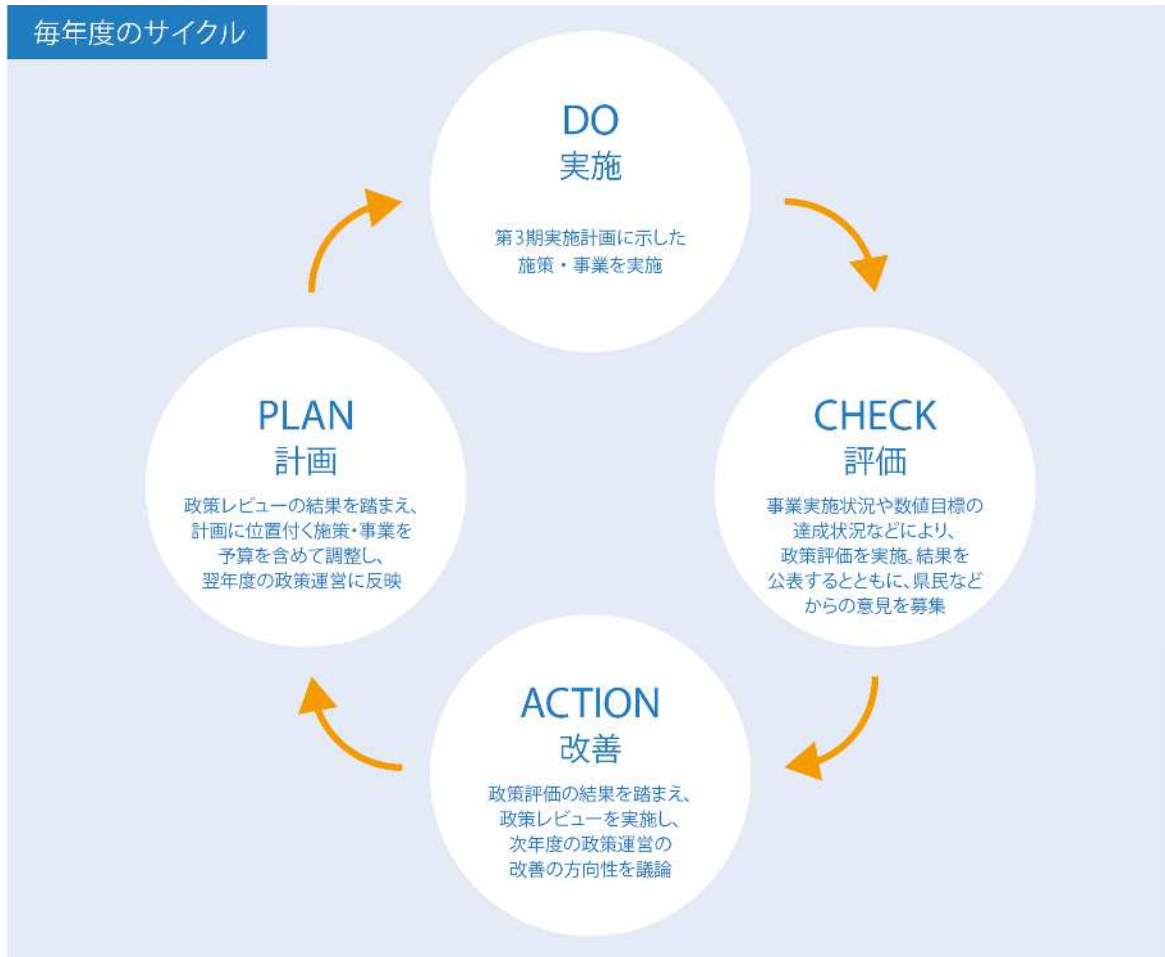 毎年度のサイクル
DO
実施
第3期実施計画に示した
施策・事業を実施
PLAN
計画
政策レビューの結果を踏まえ、
計画に位置付く施策・事業を
予算を含めて調整し、
翌年度の政策運営に反映
CHECK
評価
事業実施状況や数値目標の
達成状況などにより、
政策評価を実施。結果を
公表するとともに、県民など
からの意見を募集
ACTION
改善
政策評価の結果を踏まえ、
政策レビューを実施し、
次年度の政策運営の
改善の方向性を議論